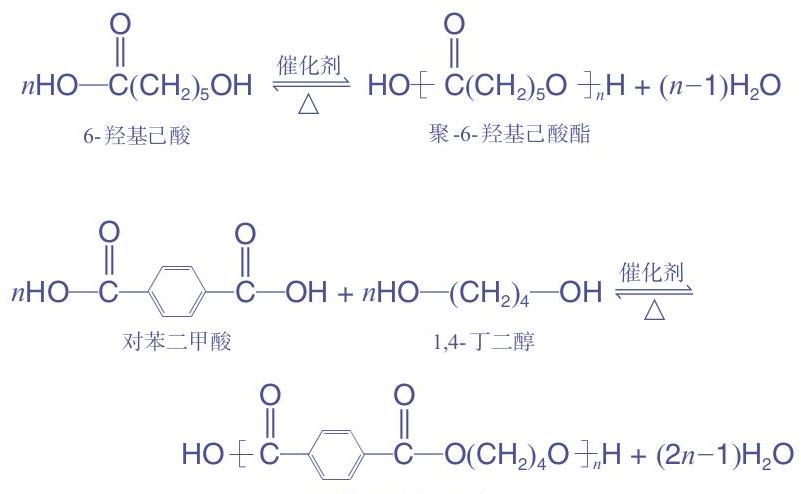 O O
nHO—C(CH₂)₅OH 催化剂 △ HO[C(CH₂)₅O]ₙH + (n−1)H₂O
6-羟基己酸 聚-6-羟基己酸酯
O O
nHO—C C—OH + nHO—(CH₂)₄—OH 催化剂 △
对苯二甲酸 1,4-丁二醇
O O
HO[C C—O(CH₂)₄O]ₙH + (2n−1)H₂O